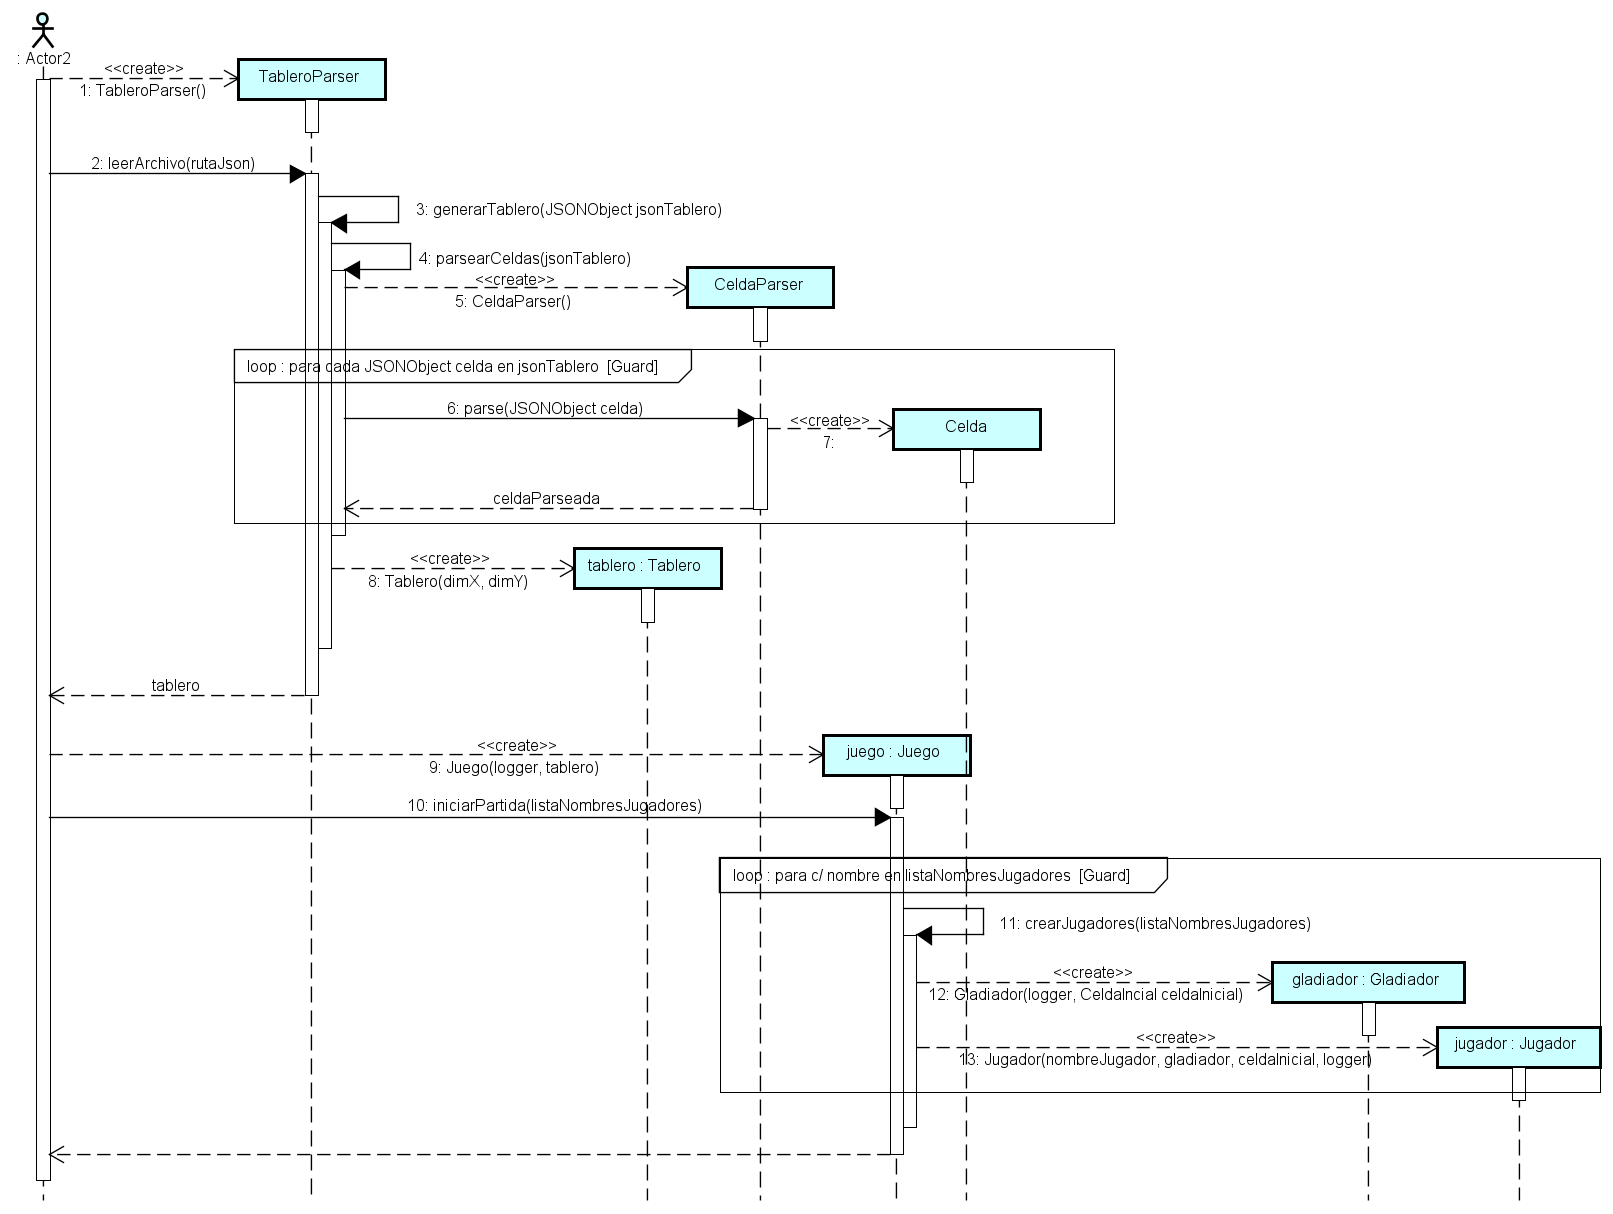 : Actor2
<<create>>
1: TableroParser()
TableroParser
2: leerArchivo(rutaJson)
3: generarTablero(JSONObject jsonTablero)
4: parsearCeldas(jsonTablero)
<<create>>
5: CeldaParser()
CeldaParser
loop : para cada JSONObject celda en jsonTablero [Guard]
6: parse(JSONObject celda)
<<create>>
7:
Celda
celdaParseada
<<create>>
8: Tablero(dimX, dimY)
tablero : Tablero
tablero
<<create>>
9: Juego(logger, tablero)
juego : Juego
10: iniciarPartida(listaNombresJugadores)
loop : para c/ nombre en listaNombresJugadores [Guard]
11: crearJugadores(listaNombresJugadores)
<<create>>
12: Gladiador(logger, CeldaIncial celdaInicial)
gladiador : Gladiador
<<create>>
13: Jugador(nombreJugador, gladiador, celdaInicial, logger)
jugador : Jugador